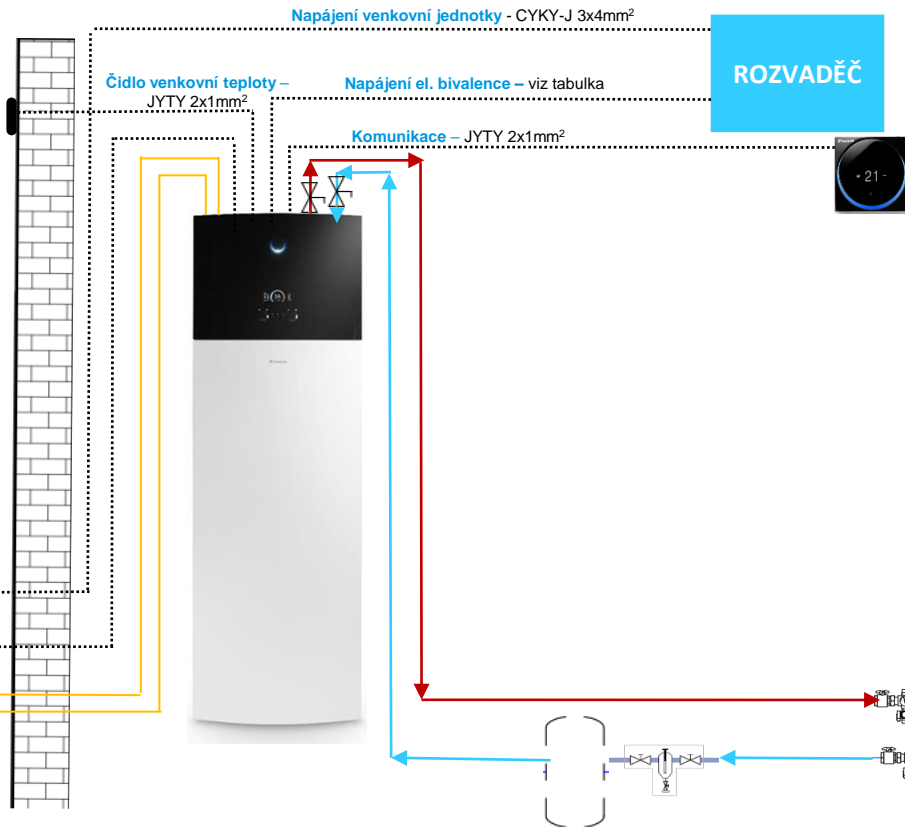 Napájení venkovní jednotky - CYKY-J 3x4mm²
ROZVADĚČ
Čidlo venkovní teploty –
JYTY 2x1mm²
Napájení el. bivalence – viz tabulka
Komunikace – JYTY 2x1mm²
21